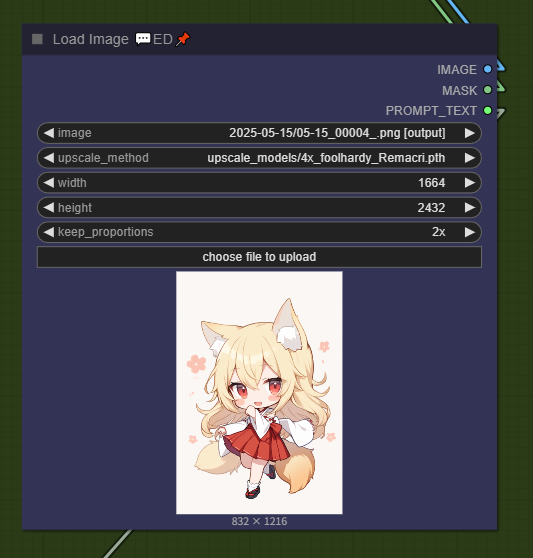 Load Image 💬ED📌
IMAGE
MASK
PROMPT_TEXT
image 2025-05-15/05-15_00004_.png [output]
upscale_method upscale_models/4x_foolhardy_Remacri.pth
width 1664
height 2432
keep_proportions 2x
choose file to upload
832 × 1216